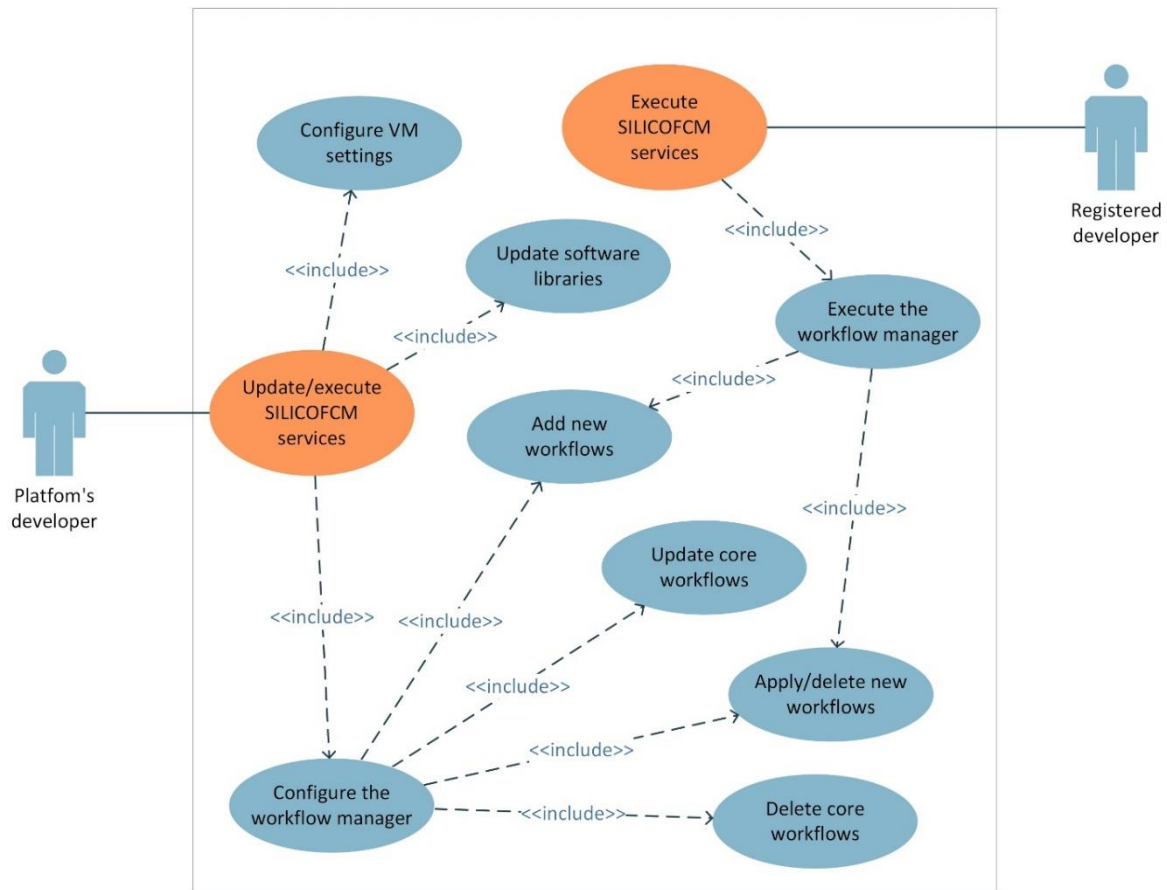 Configure VM
settings
Execute
SILICOFCM
services
Registered
developer
<<include>>
Update software
libraries
<<include>>
<<include>>
Execute the
workflow manager
Platfom's
developer
Update/execute
SILICOFCM
services
<<include>>
Add new
workflows
<<include>>
Update core
workflows
<<include>>
<<include>>
<<include>>
Apply/delete new
workflows
<<include>>
Configure the
workflow manager
<<include>>
Delete core
workflows